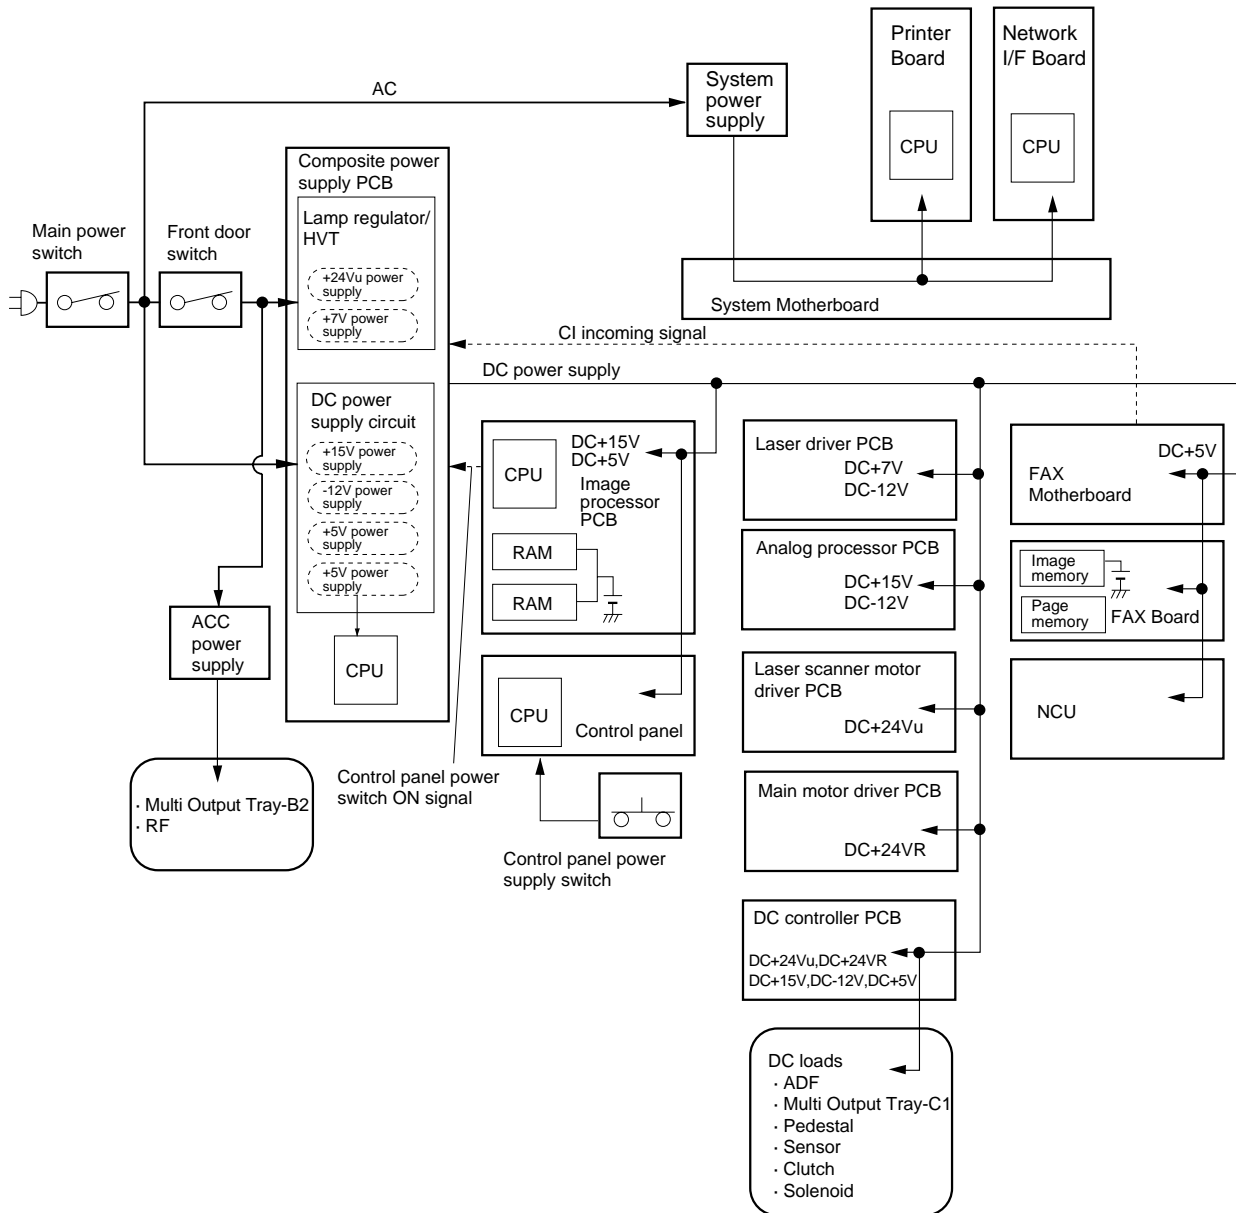 Printer
Board
CPU
Network
I/F Board
CPU
System
power
supply
AC
System Motherboard
Composite power
supply PCB
Lamp regulator/
HVT
+24Vu power
supply
+7V power
supply
Main power
switch
Front door
switch
CI incoming signal
DC power supply
DC power
supply circuit
+15V power
supply
-12V power
supply
+5V power
supply
+5V power
supply
CPU
ACC
power
supply
· Multi Output Tray-B2
· RF
CPU
DC+15V
DC+5V
Image
processor
PCB
RAM
RAM
CPU
Control panel
Control panel power
switch ON signal
Control panel power
supply switch
Laser driver PCB
DC+7V
DC-12V
Analog processor PCB
DC+15V
DC-12V
Laser scanner motor
driver PCB
DC+24Vu
Main motor driver PCB
DC+24VR
DC controller PCB
DC+24Vu,DC+24VR
DC+15V,DC-12V,DC+5V
DC loads
· ADF
· Multi Output Tray-C1
· Pedestal
· Sensor
· Clutch
· Solenoid
DC+5V
FAX
Motherboard
Image
memory
Page
memory
FAX Board
NCU